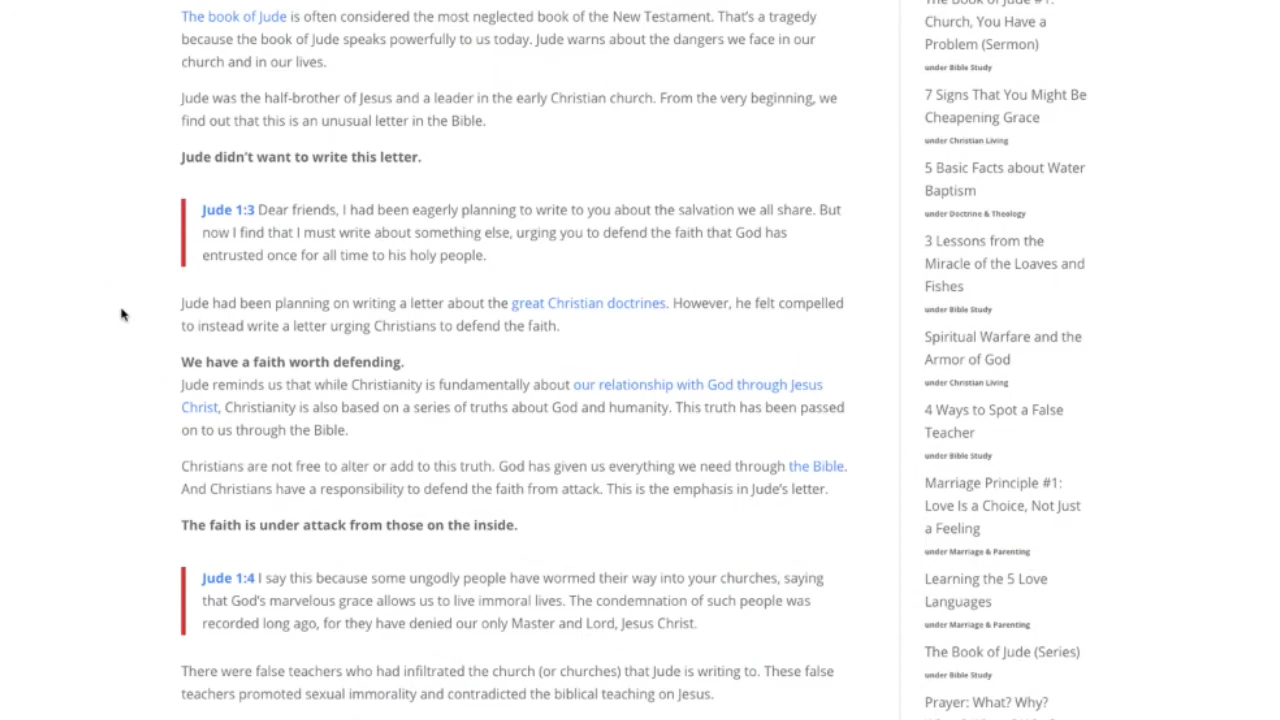 The book of Jude is often considered the most neglected book of the New Testament. That's a tragedy
because the book of Jude speaks powerfully to us today. Jude warns about the dangers we face in our
church and in our lives.
Jude was the half-brother of Jesus and a leader in the early Christian church. From the very beginning, we
find out that this is an unusual letter in the Bible.
Jude didn't want to write this letter.
Jude 1:3 Dear friends, I had been eagerly planning to write to you about the salvation we all share. But
now I find that I must write about something else, urging you to defend the faith that God has
entrusted once for all time to his holy people.
Jude had been planning on writing a letter about the great Christian doctrines. However, he felt compelled
to instead write a letter urging Christians to defend the faith.
We have a faith worth defending.
Jude reminds us that while Christianity is fundamentally about our relationship with God through Jesus
Christ, Christianity is also based on a series of truths about God and humanity. This truth has been passed
on to us through the Bible.
Christians are not free to alter or add to this truth. God has given us everything we need through the Bible.
And Christians have a responsibility to defend the faith from attack. This is the emphasis in Jude's letter.
The faith is under attack from those on the inside.
Jude 1:4 I say this because some ungodly people have wormed their way into your churches, saying
that God's marvelous grace allows us to live immoral lives. The condemnation of such people was
recorded long ago, for they have denied our only Master and Lord, Jesus Christ.
There were false teachers who had infiltrated the church (or churches) that Jude is writing to. These false
teachers promoted sexual immorality and contradicted the biblical teaching on Jesus.
The Book of Jude #1:
Church, You Have a
Problem (Sermon)
under Bible Study
7 Signs That You Might Be
Cheapening Grace
under Christian Living
5 Basic Facts about Water
Baptism
under Doctrine & Theology
3 Lessons from the
Miracle of the Loaves and
Fishes
under Bible Study
Spiritual Warfare and the
Armor of God
under Christian Living
4 Ways to Spot a False
Teacher
under Bible Study
Marriage Principle #1:
Love Is a Choice, Not Just
a Feeling
under Marriage & Parenting
Learning the 5 Love
Languages
under Marriage & Parenting
The Book of Jude (Series)
under Bible Study
Prayer: What? Why?